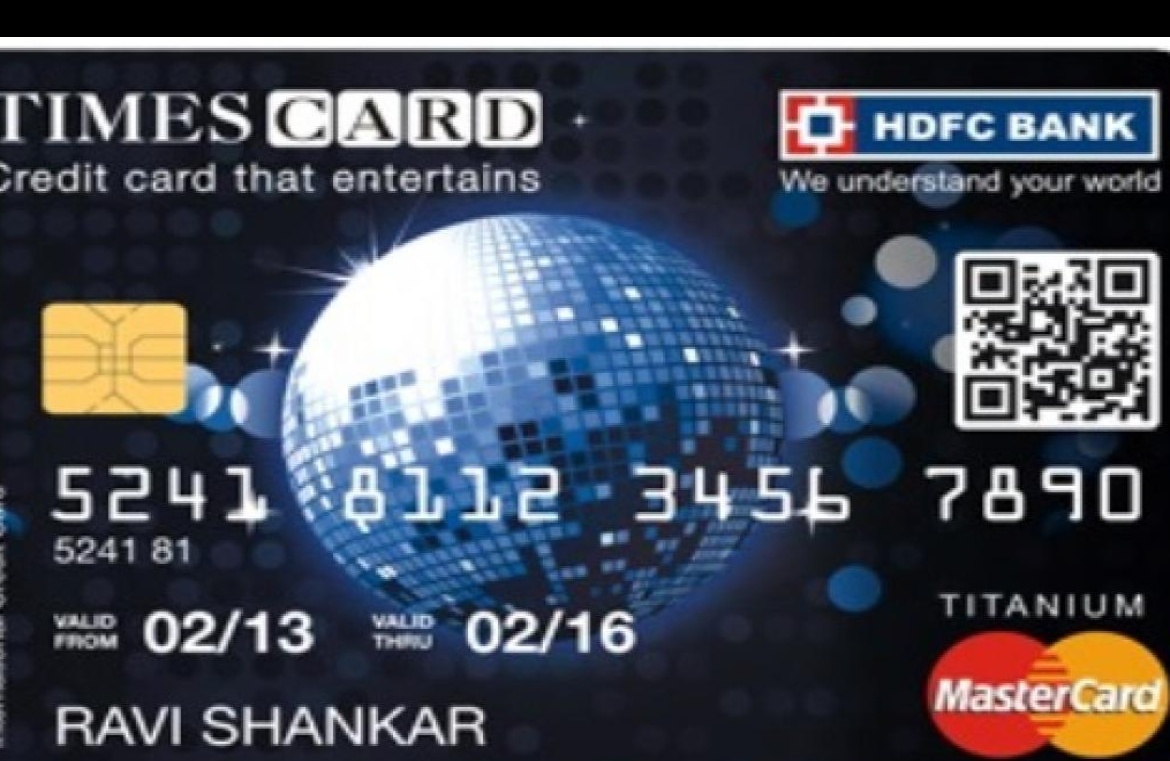 TIMES CARD
Credit card that entertains
HDFC BANK
We understand your world
5241 8112 3456 7890
5241 81
VALID FROM 02/13 VALID THRU 02/16
TITANIUM
MasterCard
RAVI SHANKAR